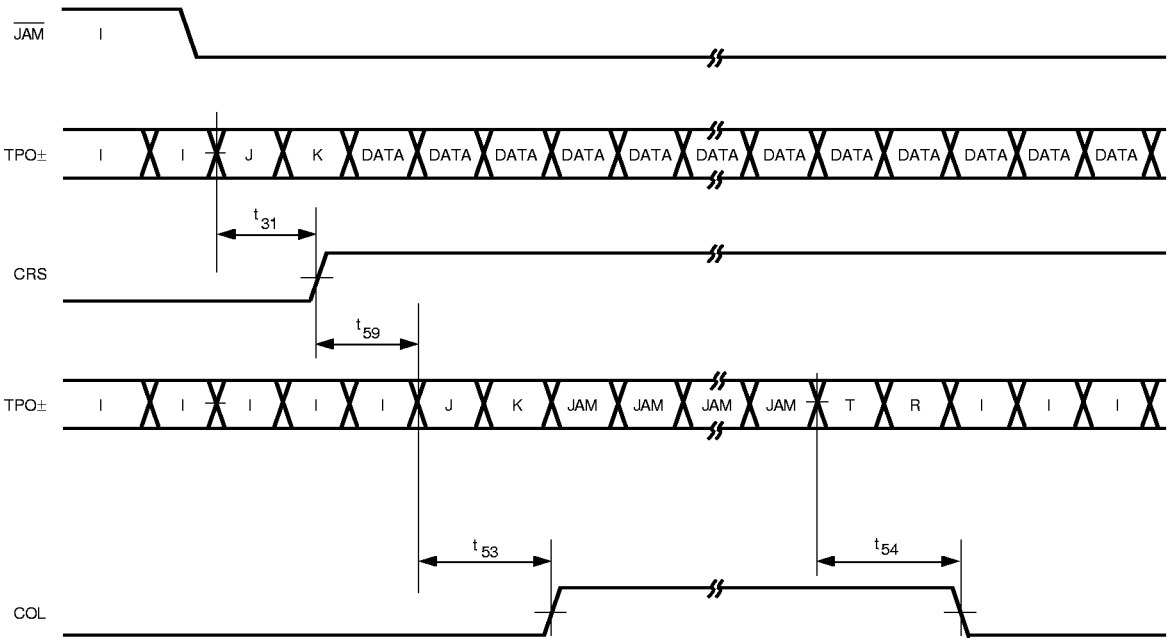 JAM I
TPO± I I J K DATA DATA DATA DATA DATA DATA DATA DATA DATA DATA DATA DATA
t31
CRS
t59
TPO± I I I I I J K JAM JAM JAM JAM T R I I I
t53 t54
COL